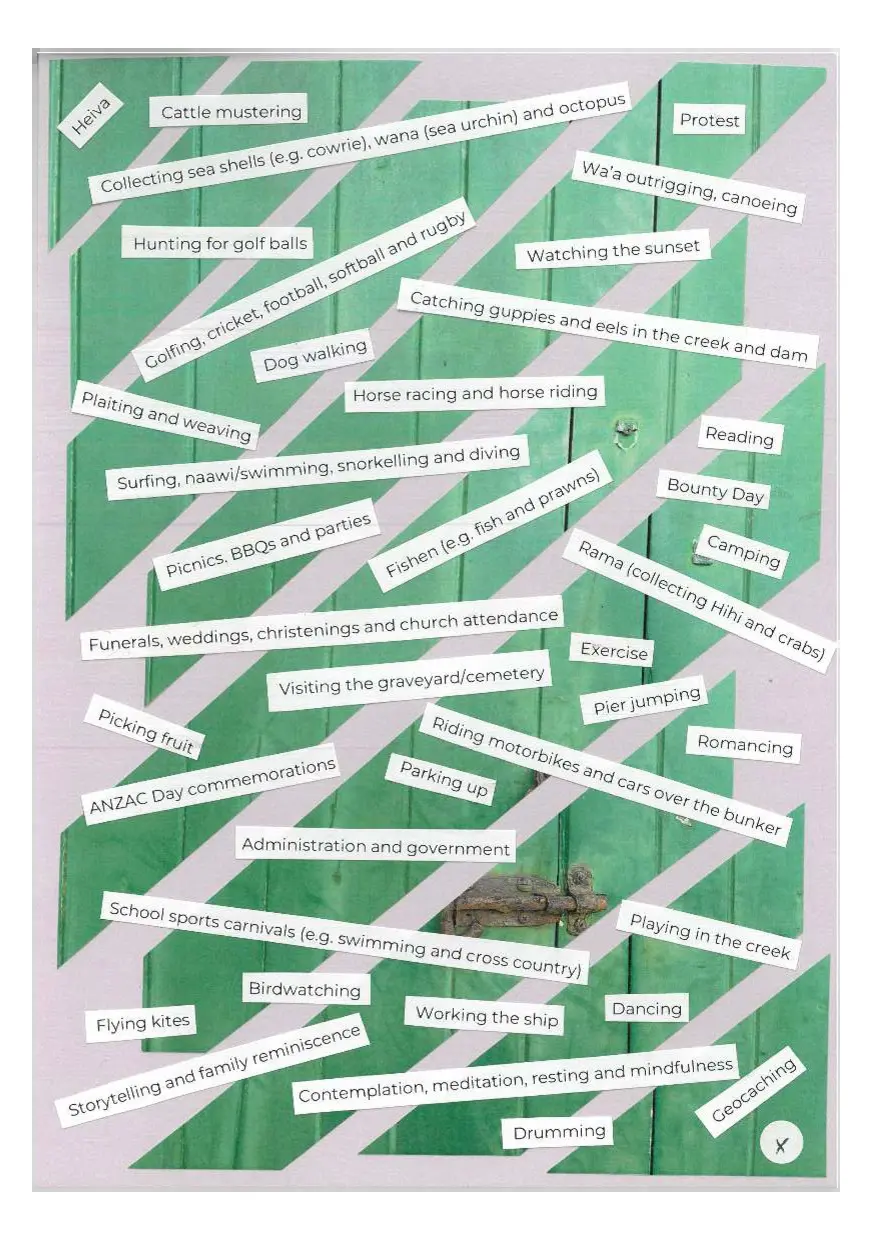 Heiva
Cattle mustering
Collecting sea shells (e.g. cowrie), wana (sea urchin) and octopus
Protest
Wa'a outrigging, canoeing
Hunting for golf balls
Golfing, cricket, football, softball and rugby
Watching the sunset
Catching guppies and eels in the creek and dam
Dog walking
Plaiting and weaving
Horse racing and horse riding
Reading
Surfing, naawi/swimming, snorkelling and diving
Bounty Day
Picnics, BBQs and parties
Fishen (e.g. fish and prawns)
Camping
Rama (collecting Hihi and crabs)
Funerals, weddings, christenings and church attendance
Exercise
Visiting the graveyard/cemetery
Pier jumping
Picking fruit
Riding motorbikes and cars over the bunker
Romancing
ANZAC Day commemorations
Parking up
Administration and government
School sports carnivals (e.g. swimming and cross country)
Playing in the creek
Birdwatching
Flying kites
Working the ship
Dancing
Storytelling and family reminiscence
Contemplation, meditation, resting and mindfulness
Geocaching
Drumming
X